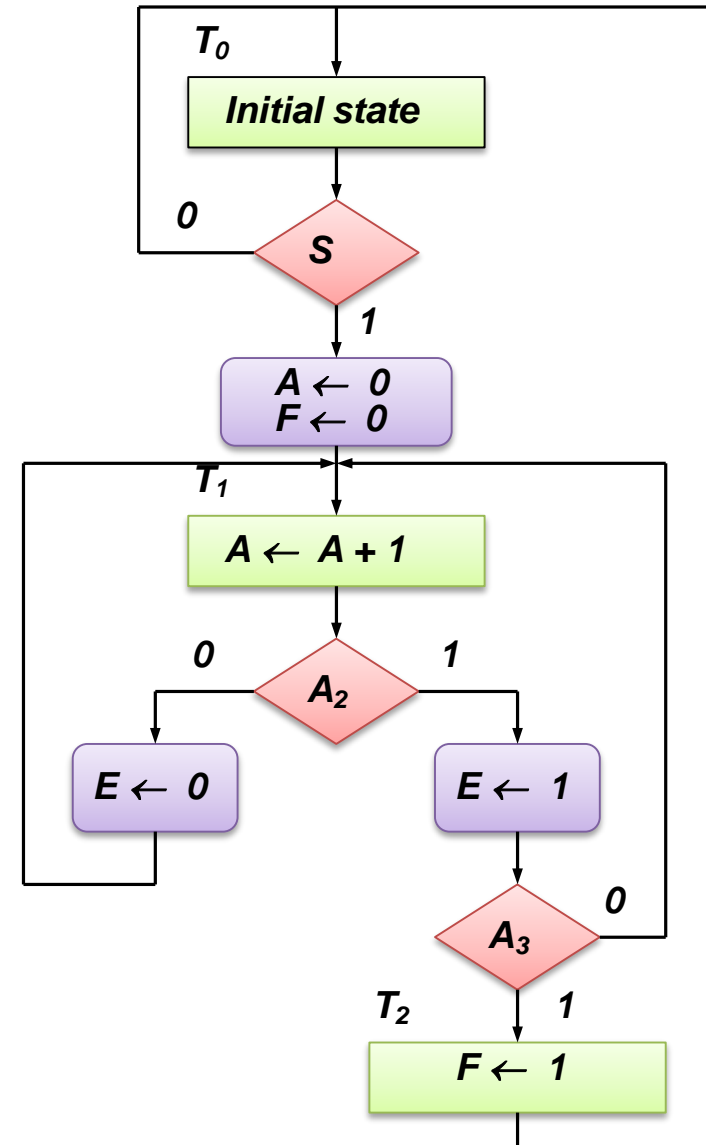 T₀
Initial state
0
S
1
A ← 0
F ← 0
T₁
A ← A + 1
0
1
A₂
E ← 0
E ← 1
0
A₃
T₂
1
F ← 1